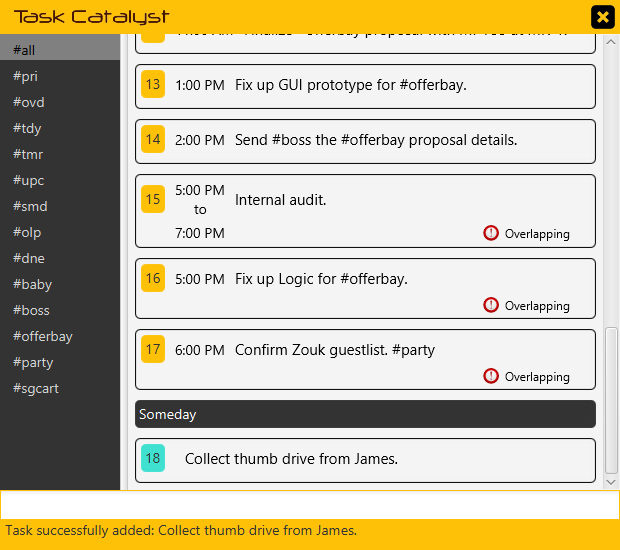 Task Catalyst
#all
#pri
#ovd
#tdy
#tmr
#upc
#smd
#olp
#dne
#baby
#boss
#offerbay
#party
#sgcart
13 1:00 PM Fix up GUI prototype for #offerbay.
14 2:00 PM Send #boss the #offerbay proposal details.
15 5:00 PM to 7:00 PM Internal audit.
Overlapping
16 5:00 PM Fix up Logic for #offerbay.
Overlapping
17 6:00 PM Confirm Zouk guestlist. #party
Overlapping
Someday
18 Collect thumb drive from James.
Task successfully added: Collect thumb drive from James.